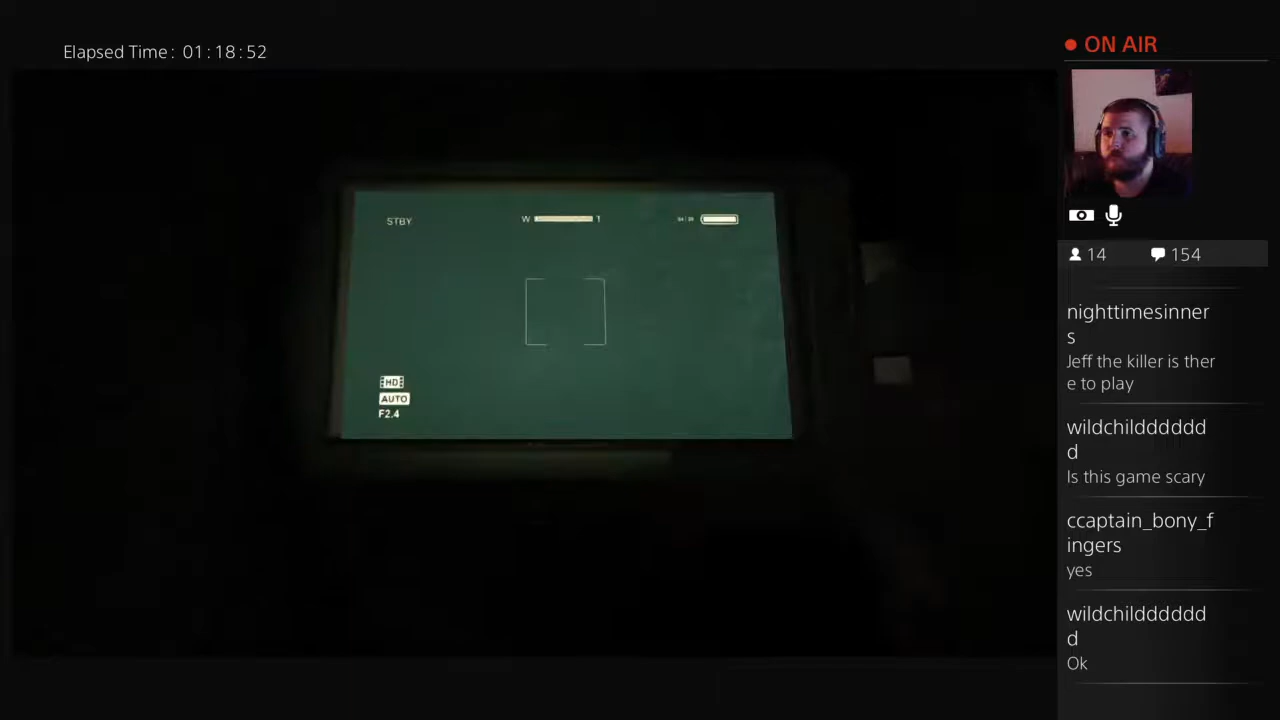 Elapsed Time: 01:18:52
ON AIR
STBY
W
HD
AUTO
F2.4
14 154
nighttimesinner
s
Jeff the killer is ther
e to play
wildchildddddd
d
Is this game scary
ccaptain_bony_f
ingers
yes
wildchildddddd
d
Ok